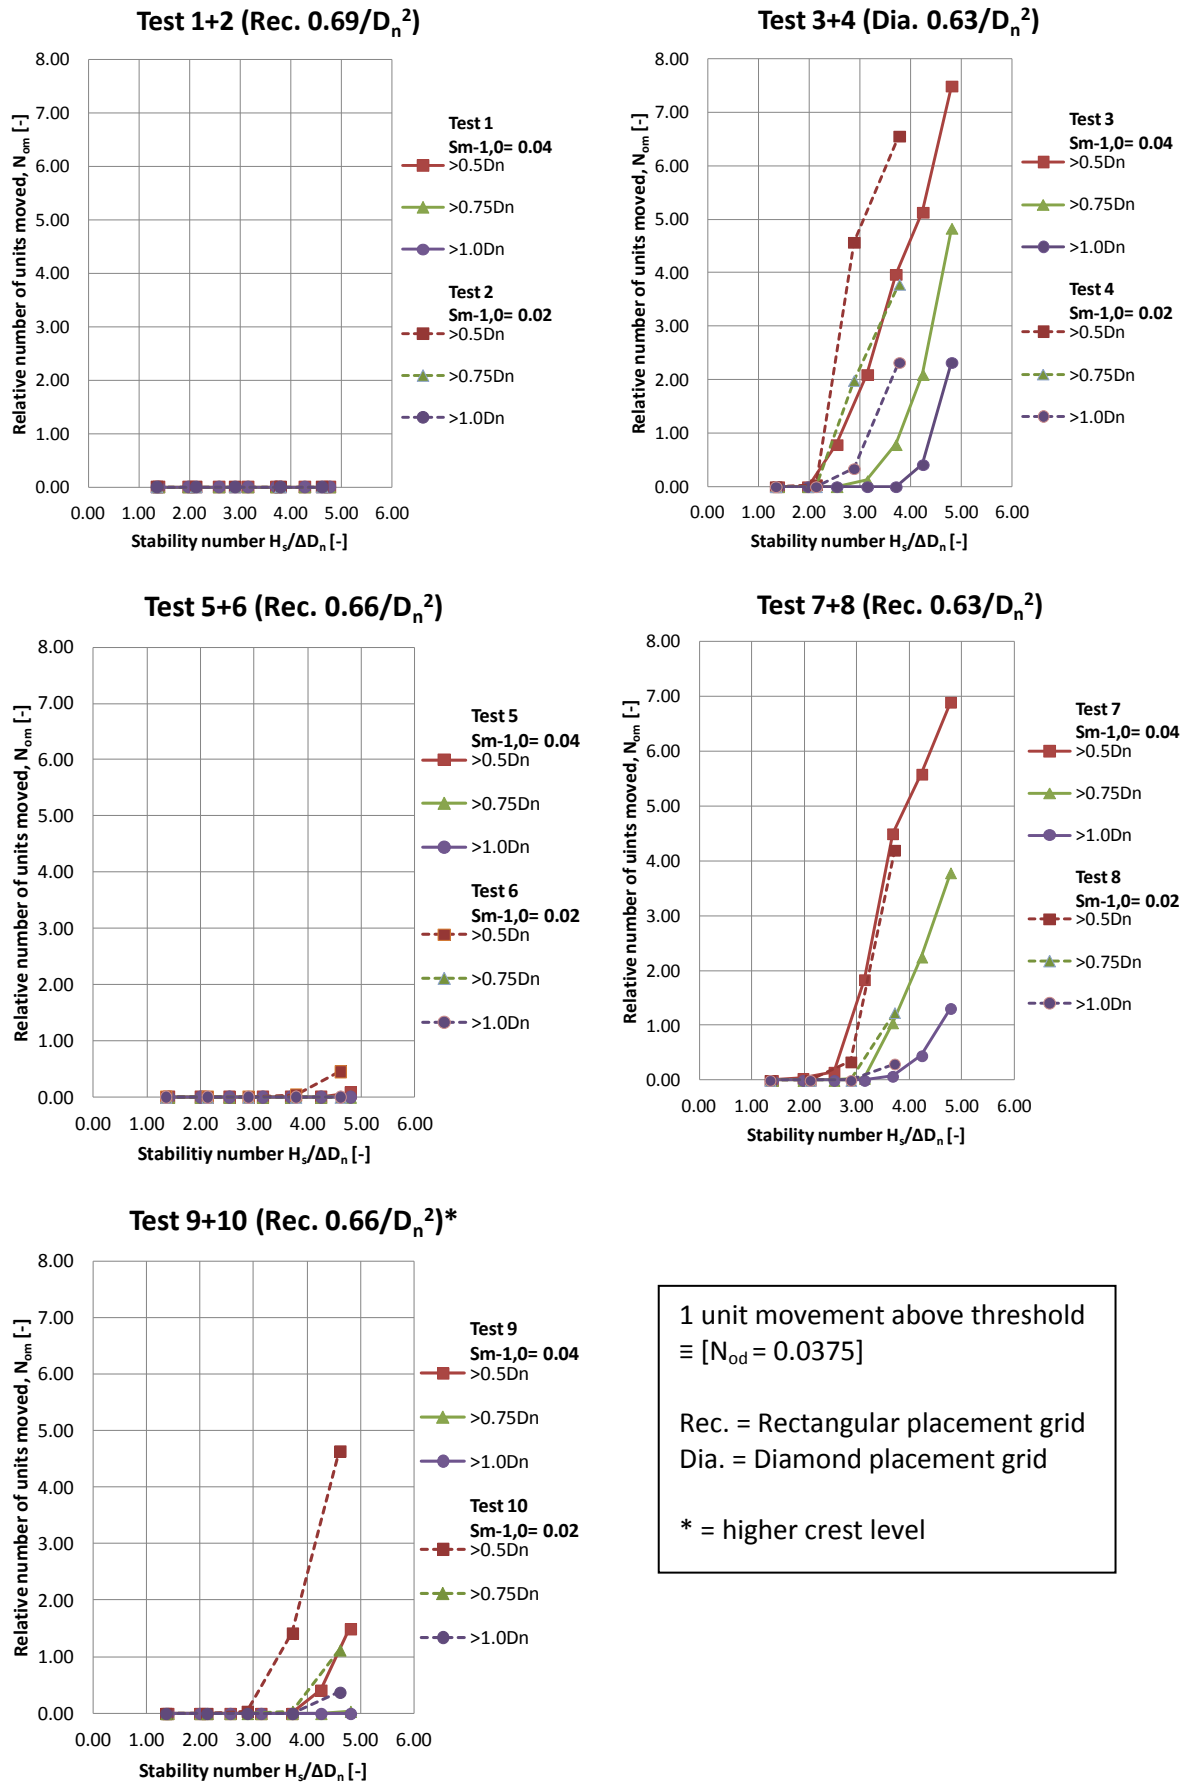 Test 1+2 (Rec. 0.69/Dn²)
Relative number of units moved, Nom [-]
8.00
7.00
6.00
5.00
4.00
3.00
2.00
1.00
0.00
0.00 1.00 2.00 3.00 4.00 5.00 6.00
Stability number Hs/ΔDn [-]
Test 1
Sm-1,0= 0.04
>0.5Dn
>0.75Dn
>1.0Dn
Test 2
Sm-1,0= 0.02
>0.5Dn
>0.75Dn
>1.0Dn
Test 3+4 (Dia. 0.63/Dn²)
Relative number of units moved, Nom [-]
8.00
7.00
6.00
5.00
4.00
3.00
2.00
1.00
0.00
0.00 1.00 2.00 3.00 4.00 5.00 6.00
Stability number Hs/ΔDn [-]
Test 3
Sm-1,0= 0.04
>0.5Dn
>0.75Dn
>1.0Dn
Test 4
Sm-1,0= 0.02
>0.5Dn
>0.75Dn
>1.0Dn
Test 5+6 (Rec. 0.66/Dn²)
Relative number of units moved, Nom [-]
8.00
7.00
6.00
5.00
4.00
3.00
2.00
1.00
0.00
0.00 1.00 2.00 3.00 4.00 5.00 6.00
Stabilitiy number Hs/ΔDn [-]
Test 5
Sm-1,0= 0.04
>0.5Dn
>0.75Dn
>1.0Dn
Test 6
Sm-1,0= 0.02
>0.5Dn
>0.75Dn
>1.0Dn
Test 7+8 (Rec. 0.63/Dn²)
Relative number of uints moved, Nom [-]
8.00
7.00
6.00
5.00
4.00
3.00
2.00
1.00
0.00
0.00 1.00 2.00 3.00 4.00 5.00 6.00
Stability number Hs/ΔDn [-]
Test 7
Sm-1,0= 0.04
>0.5Dn
>0.75Dn
>1.0Dn
Test 8
Sm-1,0= 0.02
>0.5Dn
>0.75Dn
>1.0Dn
Test 9+10 (Rec. 0.66/Dn²)*
Relative number of units moved, Nom [-]
8.00
7.00
6.00
5.00
4.00
3.00
2.00
1.00
0.00
0.00 1.00 2.00 3.00 4.00 5.00 6.00
Stability number Hs/ΔDn [-]
Test 9
Sm-1,0= 0.04
>0.5Dn
>0.75Dn
>1.0Dn
Test 10
Sm-1,0= 0.02
>0.5Dn
>0.75Dn
>1.0Dn
1 unit movement above threshold
≡ [Nod = 0.0375]
Rec. = Rectangular placement grid
Dia. = Diamond placement grid
* = higher crest level